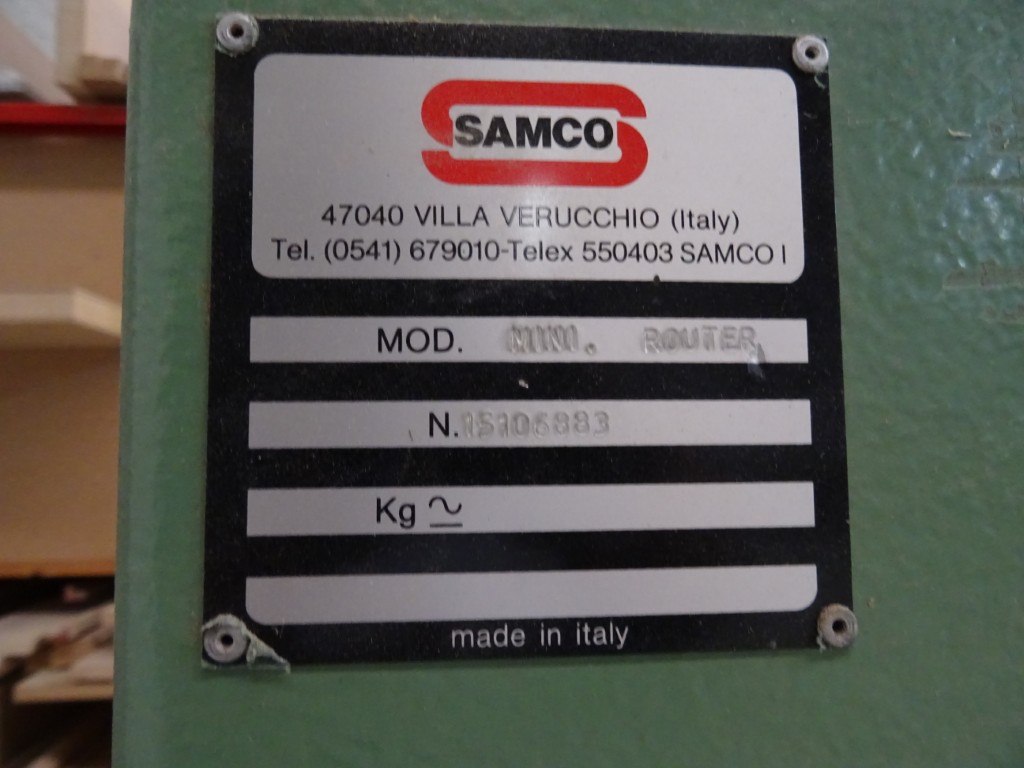 SAMCO
47040 VILLA VERUCCHIO (Italy)
Tel. (0541) 679010-Telex 550403 SAMCO I
MOD. MINI. ROUTER
N.15106883
Kg ≃
made in italy